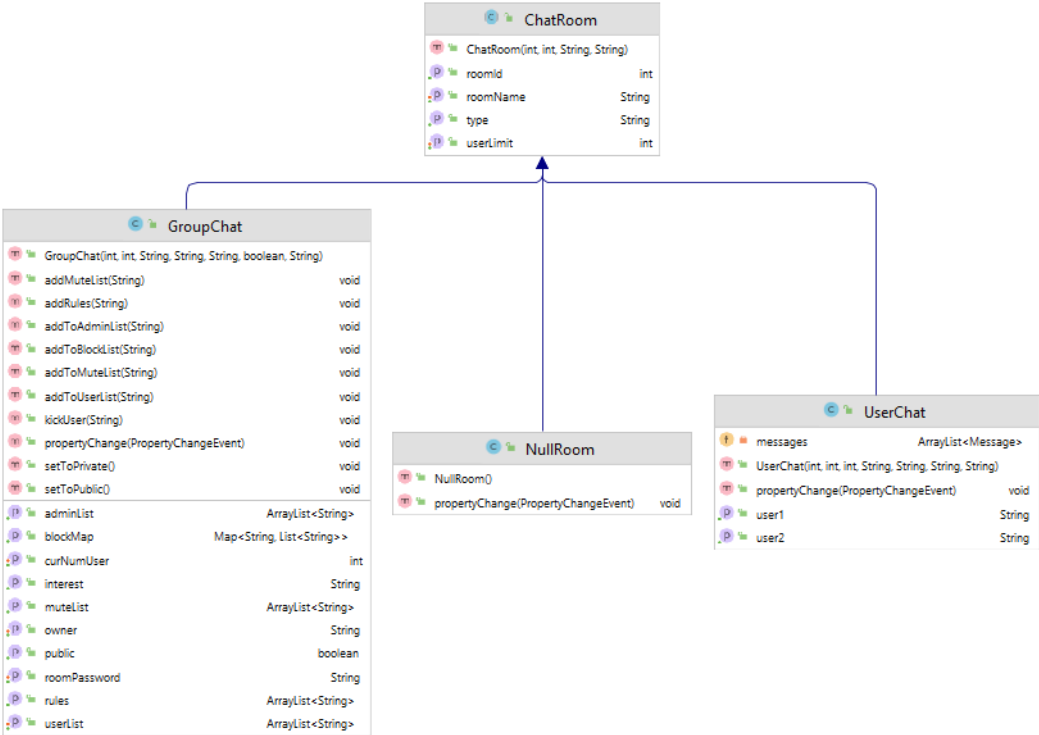 ChatRoom
ChatRoom(int, int, String, String)
roomId int
roomName String
type String
userLimit int
GroupChat
GroupChat(int, int, String, String, String, boolean, String)
addMuteList(String) void
addRules(String) void
addToAdminList(String) void
addToBlockList(String) void
addToMuteList(String) void
addToUserList(String) void
kickUser(String) void
propertyChange(PropertyChangeEvent) void
setToPrivate() void
setToPublic() void
adminList ArrayList<String>
blockMap Map<String, List<String>>
curNumUser int
interest String
muteList ArrayList<String>
owner String
public boolean
roomPassword String
rules ArrayList<String>
userList ArrayList<String>
NullRoom
NullRoom()
propertyChange(PropertyChangeEvent) void
UserChat
messages ArrayList<Message>
UserChat(int, int, int, String, String, String, String)
propertyChange(PropertyChangeEvent) void
user1 String
user2 String